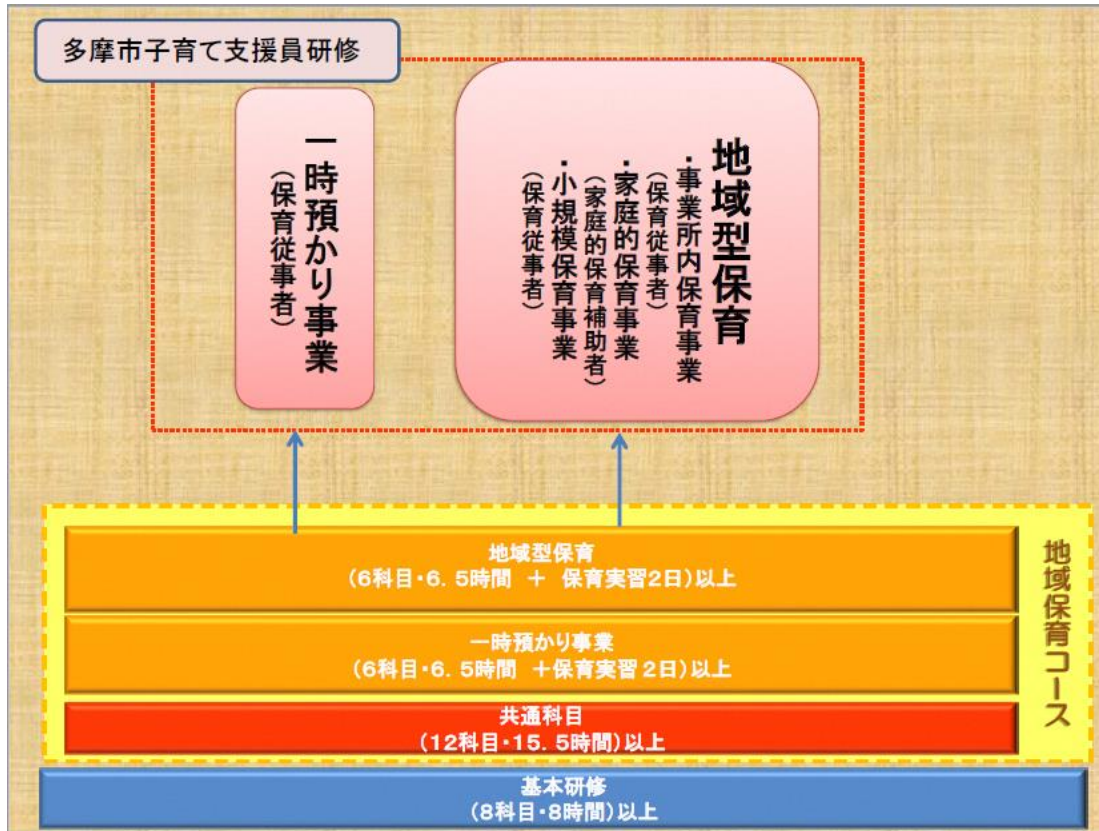 多摩市子育て支援員研修
一時預かり事業
（保育従事者）
地域型保育
・事業所内保育事業
（保育従事者）
・家庭的保育事業
（家庭的保育補助者）
・小規模保育事業
（保育従事者）
地域型保育
（6科目・6．5時間 ＋ 保育実習2日）以上
一時預かり事業
（6科目・6．5時間 ＋保育実習2日）以上
共通科目
（12科目・15．5時間）以上
地域保育コース
基本研修
（8科目・8時間）以上